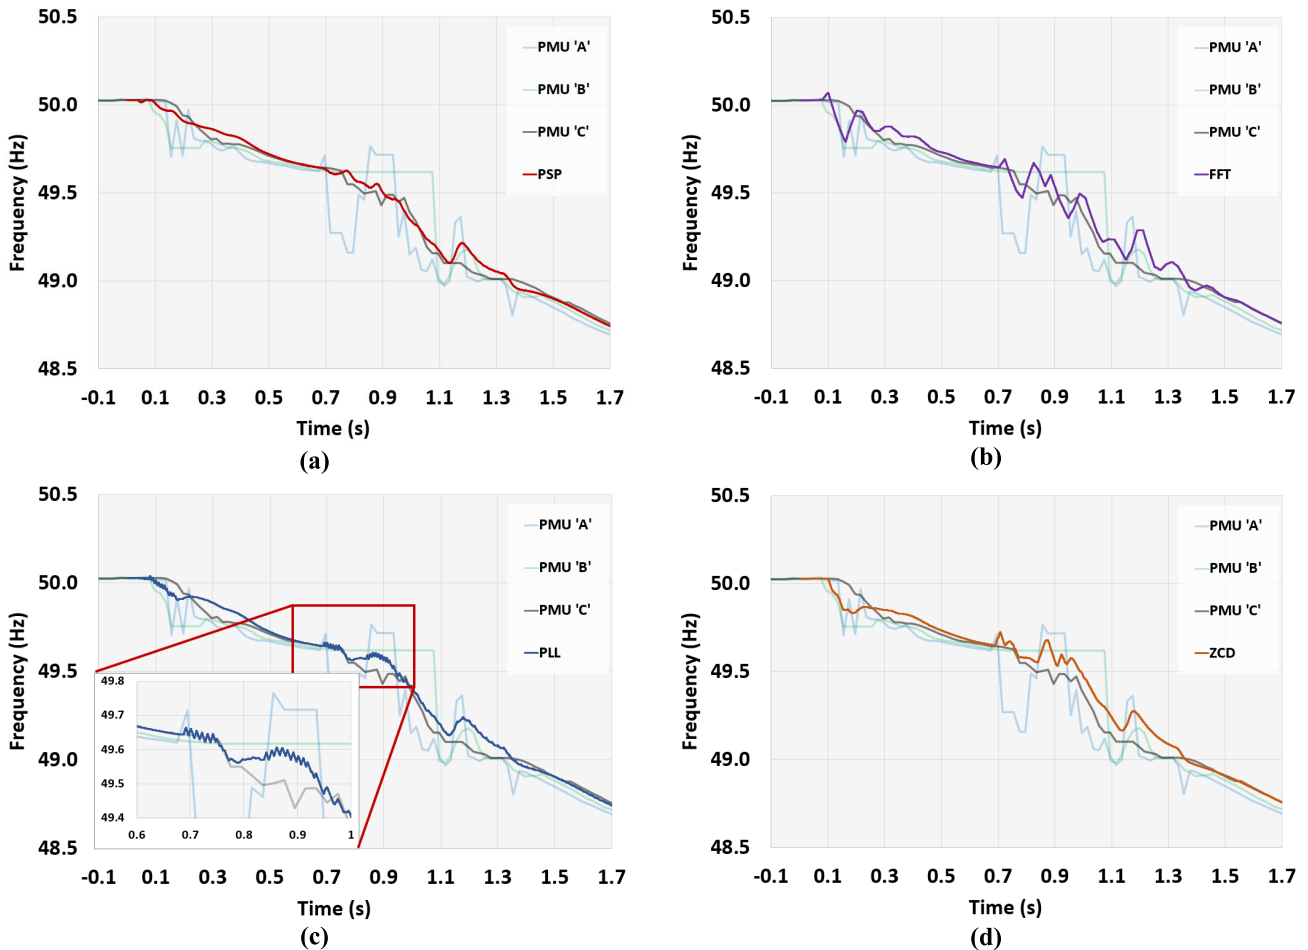 50.5
50.0
49.5
49.0
48.5
Frequency (Hz)
-0.1 0.1 0.3 0.5 0.7 0.9 1.1 1.3 1.5 1.7
Time (s)
PMU 'A'
PMU 'B'
PMU 'C'
PSP
(a)
50.5
50.0
49.5
49.0
48.5
Frequency (Hz)
-0.1 0.1 0.3 0.5 0.7 0.9 1.1 1.3 1.5 1.7
Time (s)
PMU 'A'
PMU 'B'
PMU 'C'
FFT
(b)
50.5
50.0
49.5
49.0
48.5
Frequency (Hz)
-0.1 0.1 0.3 0.5 0.7 0.9 1.1 1.3 1.5 1.7
Time (s)
PMU 'A'
PMU 'B'
PMU 'C'
PLL
49.8
49.7
49.6
49.5
49.4
0.6 0.7 0.8 0.9 1
(c)
50.5
50.0
49.5
49.0
48.5
Frequency (Hz)
-0.1 0.1 0.3 0.5 0.7 0.9 1.1 1.3 1.5 1.7
Time (s)
PMU 'A'
PMU 'B'
PMU 'C'
ZCD
(d)